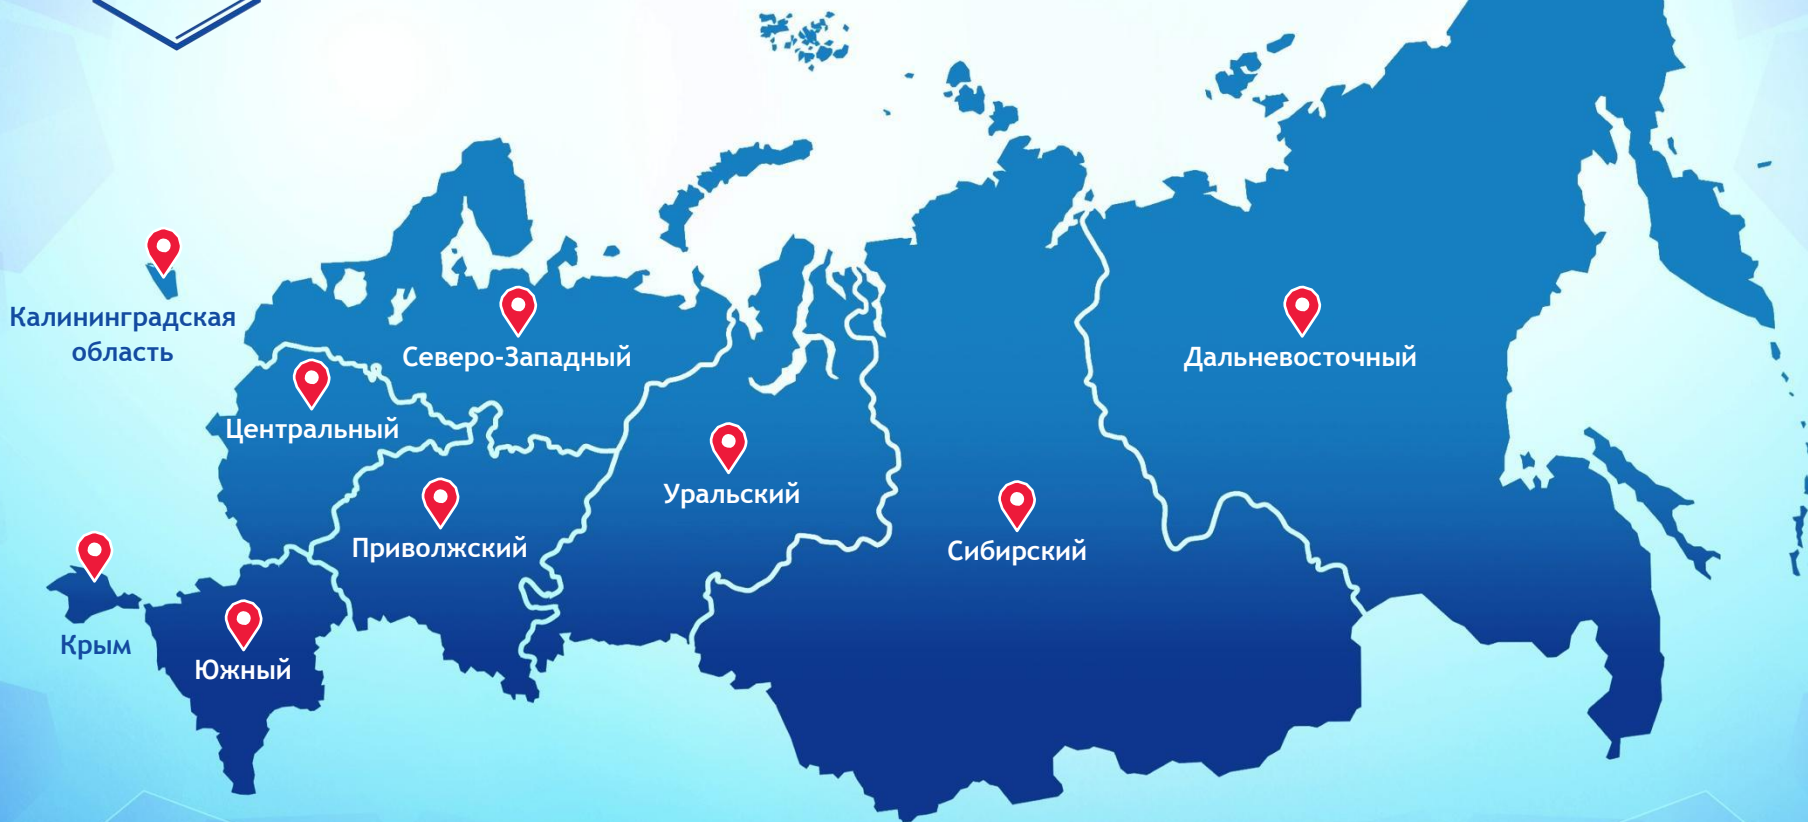 Калининградская
область
Северо-Западный
Дальневосточный
Центральный
Уральский
Приволжский
Сибирский
Крым
Южный